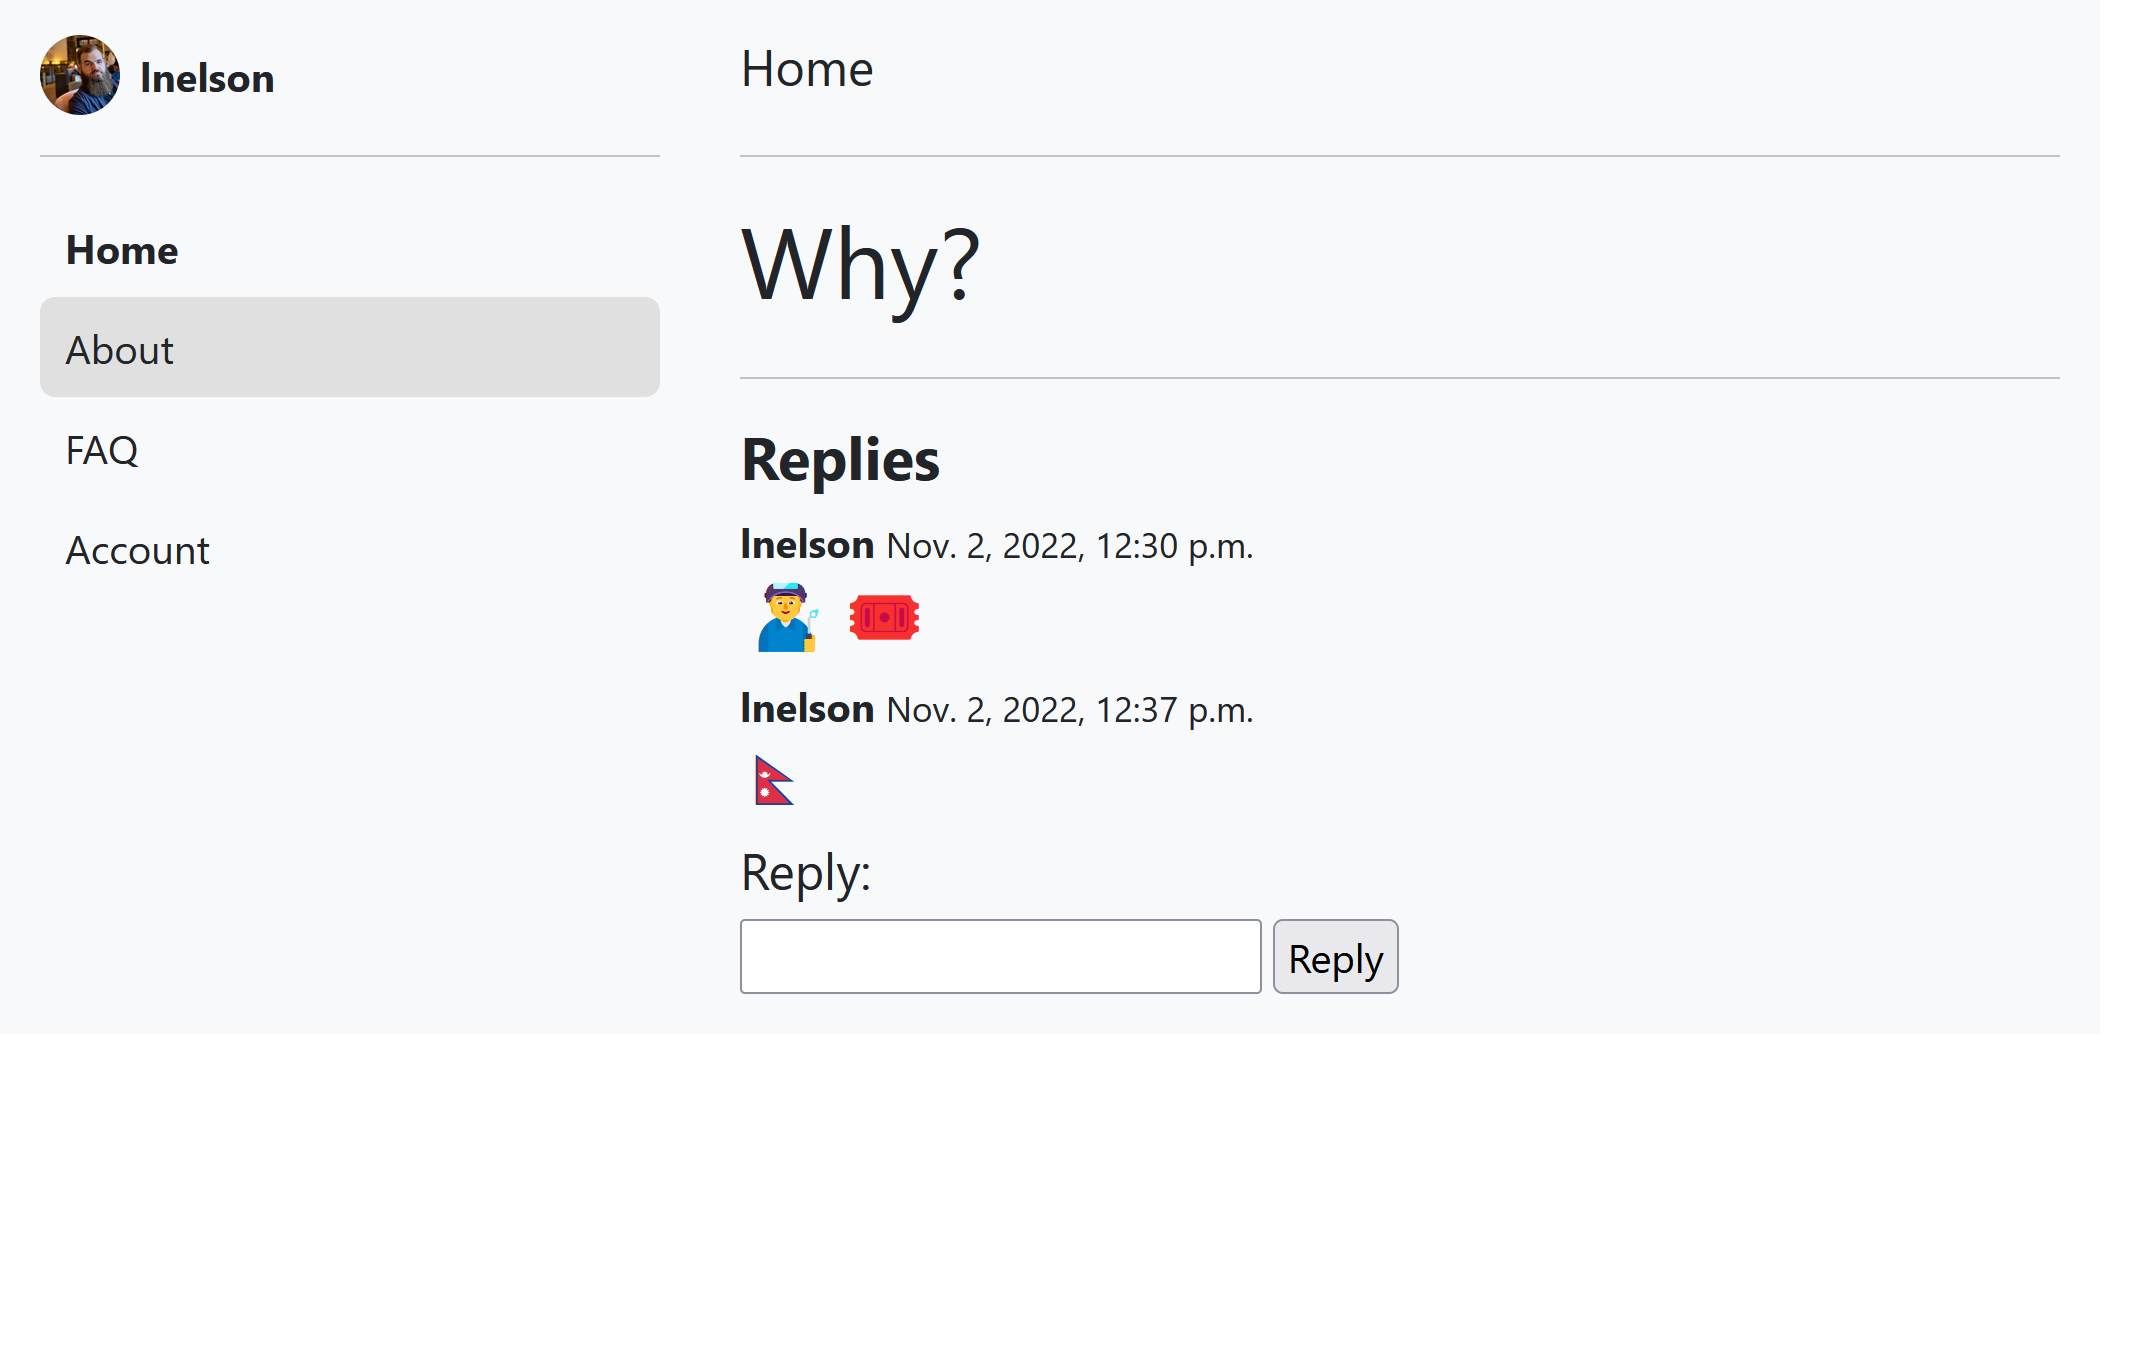 lnelson
Home
About
FAQ
Account
Home
Why?
Replies
lnelson Nov. 2, 2022, 12:30 p.m.
lnelson Nov. 2, 2022, 12:37 p.m.
Reply:
Reply